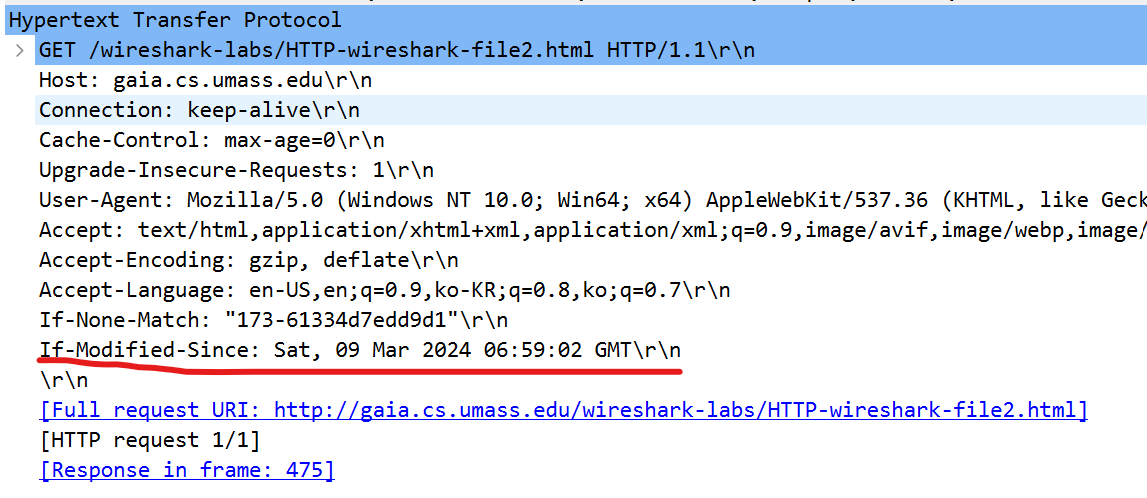 Hypertext Transfer Protocol
GET /wireshark-labs/HTTP-wireshark-file2.html HTTP/1.1\r\n
Host: gaia.cs.umass.edu\r\n
Connection: keep-alive\r\n
Cache-Control: max-age=0\r\n
Upgrade-Insecure-Requests: 1\r\n
User-Agent: Mozilla/5.0 (Windows NT 10.0; Win64; x64) AppleWebKit/537.36 (KHTML, like Geck
Accept: text/html,application/xhtml+xml,application/xml;q=0.9,image/avif,image/webp,image/
Accept-Encoding: gzip, deflate\r\n
Accept-Language: en-US,en;q=0.9,ko-KR;q=0.8,ko;q=0.7\r\n
If-None-Match: "173-61334d7edd9d1"\r\n
If-Modified-Since: Sat, 09 Mar 2024 06:59:02 GMT\r\n
\r\n
[Full request URI: http://gaia.cs.umass.edu/wireshark-labs/HTTP-wireshark-file2.html]
[HTTP request 1/1]
[Response in frame: 475]